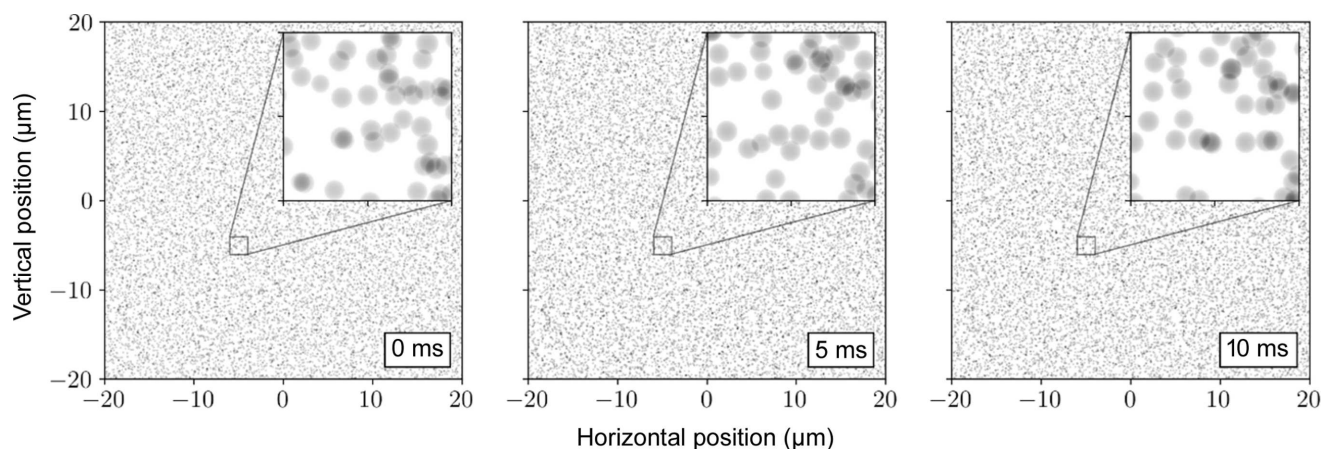 20
10
0
−10
−20
−20 −10 0 10 20
−20 −10 0 10 20
−20 −10 0 10 20
Vertical position (µm)
Horizontal position (µm)
0 ms
5 ms
10 ms